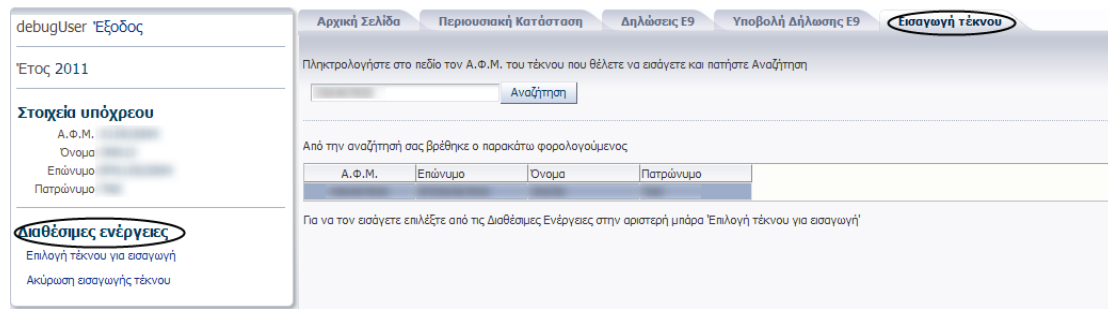 debugUser Έξοδος
Έτος 2011
Στοιχεία υπόχρεου
Α.Φ.Μ.
Όνομα
Επώνυμο
Πατρώνυμο
Διαθέσιμες ενέργειες
Επιλογή τέκνου για εισαγωγή
Ακύρωση εισαγωγής τέκνου
Αρχική Σελίδα Περιουσιακή Κατάσταση Δηλώσεις Ε9 Υποβολή Δήλωσης Ε9 Εισαγωγή τέκνου
Πληκτρολογήστε στο πεδίο τον Α.Φ.Μ. του τέκνου που θέλετε να εισάγετε και πατήστε Αναζήτηση
Αναζήτηση
Από την αναζήτησή σας βρέθηκε ο παρακάτω φορολογούμενος
Α.Φ.Μ. Επώνυμο Όνομα Πατρώνυμο
Για να τον εισάγετε επιλέξτε από τις Διαθέσιμες Ενέργειες στην αριστερή μπάρα 'Επιλογή τέκνου για εισαγωγή'